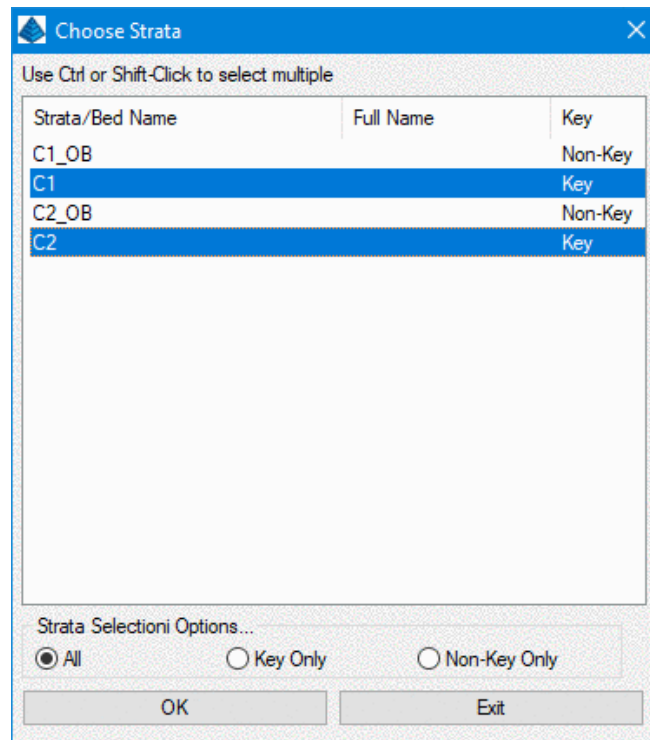 Choose Strata
Use Ctrl or Shift-Click to select multiple
Strata/Bed Name Full Name Key
C1_OB Non-Key
C1 Key
C2_OB Non-Key
C2 Key
Strata Selectioni Options...
All Key Only Non-Key Only
OK Exit